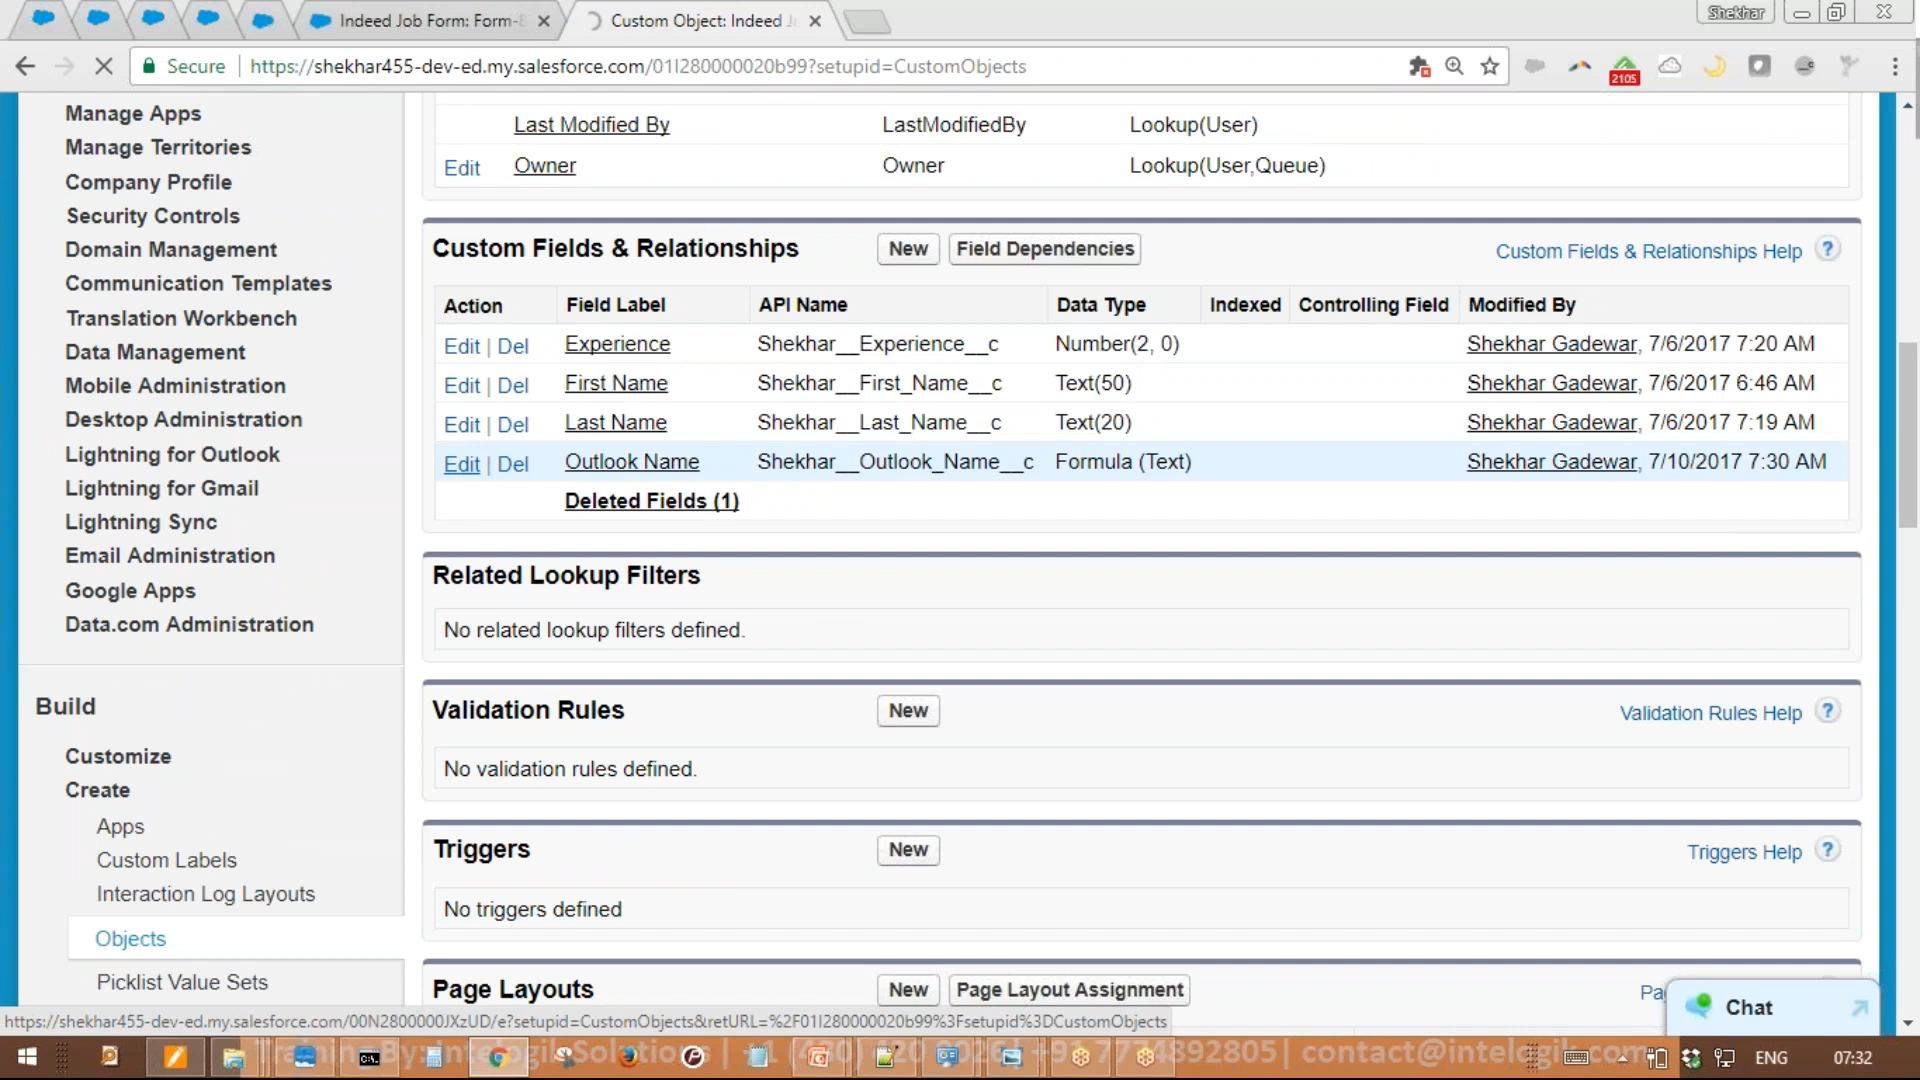 Indeed Job Form: Form-
Custom Object: Indeed J
Shekhar
Secure
https://shekhar455-dev-ed.my.salesforce.com/01I280000020b99?setupid=CustomObjects
2105
Manage Apps
Manage Territories
Company Profile
Security Controls
Domain Management
Communication Templates
Translation Workbench
Data Management
Mobile Administration
Desktop Administration
Lightning for Outlook
Lightning for Gmail
Lightning Sync
Email Administration
Google Apps
Data.com Administration
Build
Customize
Create
Apps
Custom Labels
Interaction Log Layouts
Objects
Picklist Value Sets
Last Modified By LastModifiedBy Lookup(User)
Edit Owner Owner Lookup(User,Queue)
Custom Fields & Relationships New Field Dependencies Custom Fields & Relationships Help ?
Action Field Label API Name Data Type Indexed Controlling Field Modified By
Edit | Del Experience Shekhar__Experience__c Number(2, 0) Shekhar Gadewar, 7/6/2017 7:20 AM
Edit | Del First Name Shekhar__First_Name__c Text(50) Shekhar Gadewar, 7/6/2017 6:46 AM
Edit | Del Last Name Shekhar__Last_Name__c Text(20) Shekhar Gadewar, 7/6/2017 7:19 AM
Edit | Del Outlook Name Shekhar__Outlook_Name__c Formula (Text) Shekhar Gadewar, 7/10/2017 7:30 AM
Deleted Fields (1)
Related Lookup Filters
No related lookup filters defined.
Validation Rules New Validation Rules Help ?
No validation rules defined.
Triggers New Triggers Help ?
No triggers defined
Page Layouts New Page Layout Assignment
Chat
https://shekhar455-dev-ed.my.salesforce.com/00N2800000JXzUD/e?setupid=CustomObjects&retURL=%2F01I280000020b99%3Fsetupid%3DCustomObjects
ENG 07:32